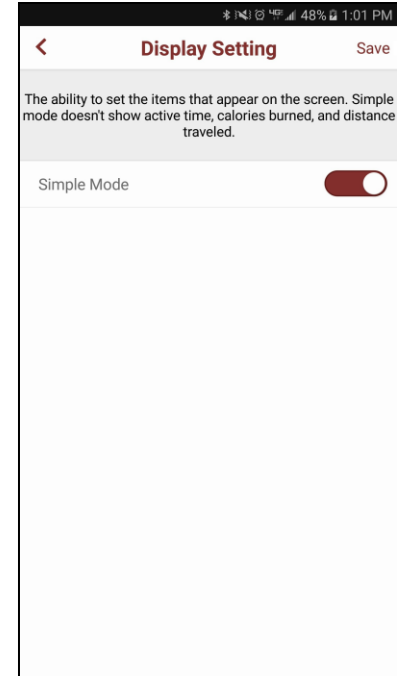 48% 1:01 PM
Display Setting Save
The ability to set the items that appear on the screen. Simple
mode doesn't show active time, calories burned, and distance
traveled.
Simple Mode